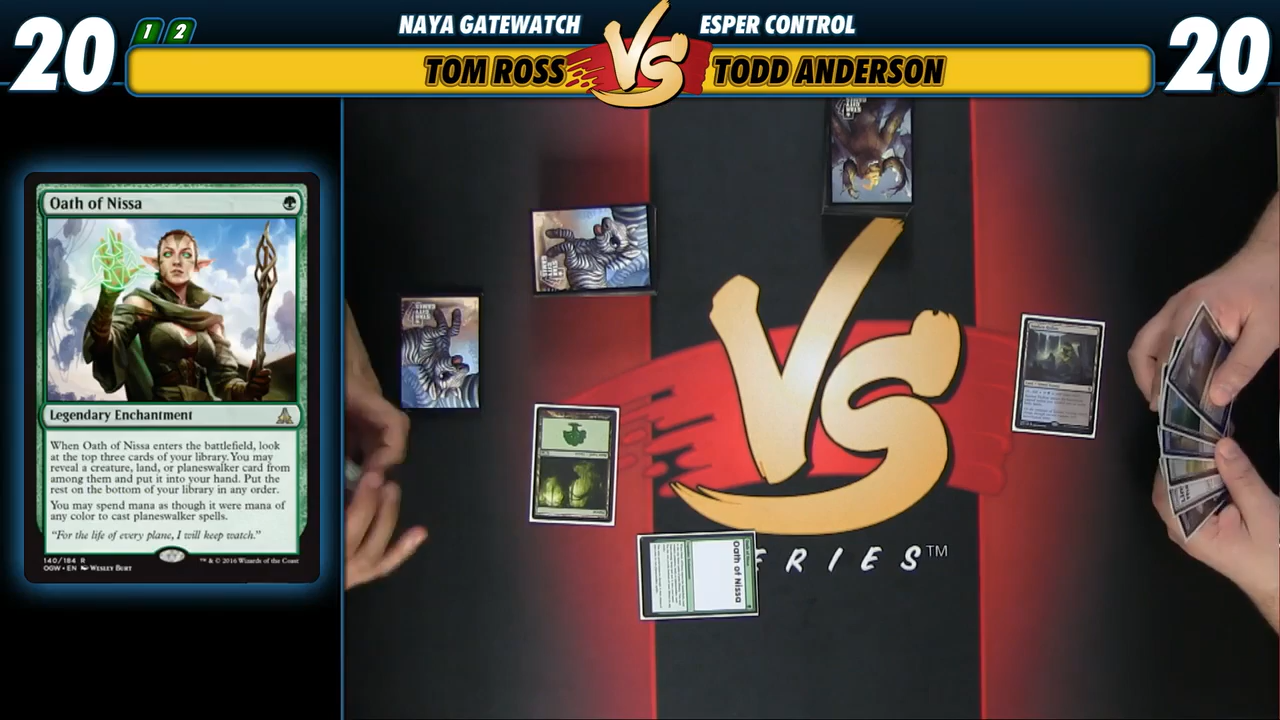 20
1 2
NAYA GATEWATCH
VS
ESPER CONTROL
20
TOM ROSS
TODD ANDERSON
Oath of Nissa
Legendary Enchantment
When Oath of Nissa enters the battlefield, look
at the top three cards of your library. You may
reveal a creature, land, or planeswalker card from
among them and put it into your hand. Put the
rest on the bottom of your library in any order.
You may spend mana as though it were mana of
any color to cast planeswalker spells.
"For the life of every plane, I will keep watch."
140/184 R
OGW • EN Wesley Burt
™ & © 2016 Wizards of the Coast
VS
ERIES™
Oath of Nissa